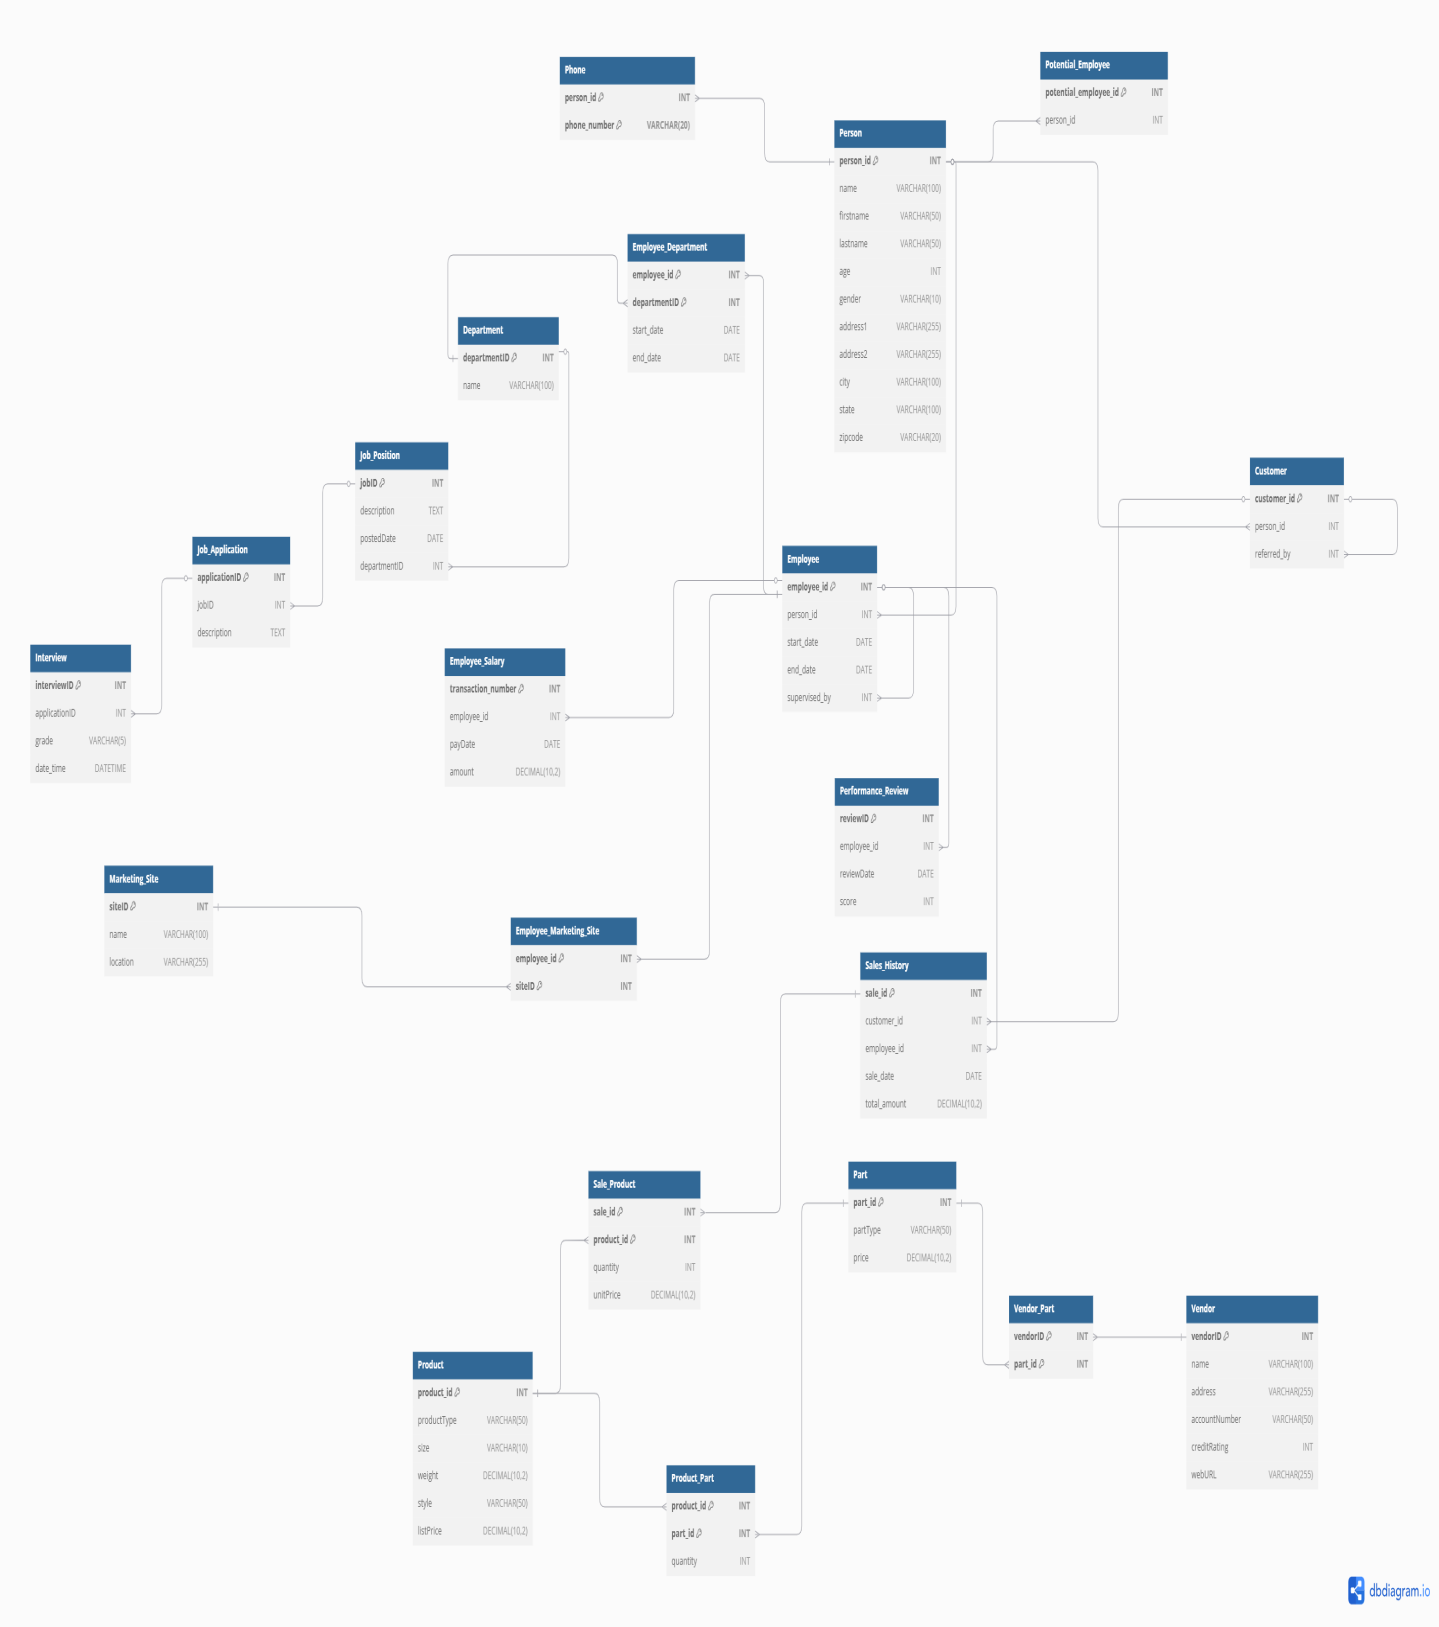 Phone
person_id INT
phone_number VARCHAR(20)
Potential_Employee
potential_employee_id INT
person_id INT
Person
person_id INT
name VARCHAR(100)
firstname VARCHAR(50)
lastname VARCHAR(50)
age INT
gender VARCHAR(10)
address1 VARCHAR(255)
address2 VARCHAR(255)
city VARCHAR(100)
state VARCHAR(100)
zipcode VARCHAR(20)
Employee_Department
employee_id INT
departmentID INT
start_date DATE
end_date DATE
Department
departmentID INT
name VARCHAR(100)
Job_Position
jobID INT
description TEXT
postedDate DATE
departmentID INT
Customer
customer_id INT
person_id INT
referred_by INT
Job_Application
applicationID INT
jobID INT
description TEXT
Employee
employee_id INT
person_id INT
start_date DATE
end_date DATE
supervised_by INT
Interview
interviewID INT
applicationID INT
grade VARCHAR(5)
date_time DATETIME
Employee_Salary
transaction_number INT
employee_id INT
payDate DATE
amount DECIMAL(10,2)
Performance_Review
reviewID INT
employee_id INT
reviewDate DATE
score INT
Marketing_Site
siteID INT
name VARCHAR(100)
location VARCHAR(255)
Employee_Marketing_Site
employee_id INT
siteID INT
Sales_History
sale_id INT
customer_id INT
employee_id INT
sale_date DATE
total_amount DECIMAL(10,2)
Sale_Product
sale_id INT
product_id INT
quantity INT
unitPrice DECIMAL(10,2)
Part
part_id INT
partType VARCHAR(50)
price DECIMAL(10,2)
Vendor_Part
vendorID INT
part_id INT
Vendor
vendorID INT
name VARCHAR(100)
address VARCHAR(255)
accountNumber VARCHAR(50)
creditRating INT
webURL VARCHAR(255)
Product
product_id INT
productType VARCHAR(50)
size VARCHAR(10)
weight DECIMAL(10,2)
style VARCHAR(50)
listPrice DECIMAL(10,2)
Product_Part
product_id INT
part_id INT
quantity INT
dbdiagram.io